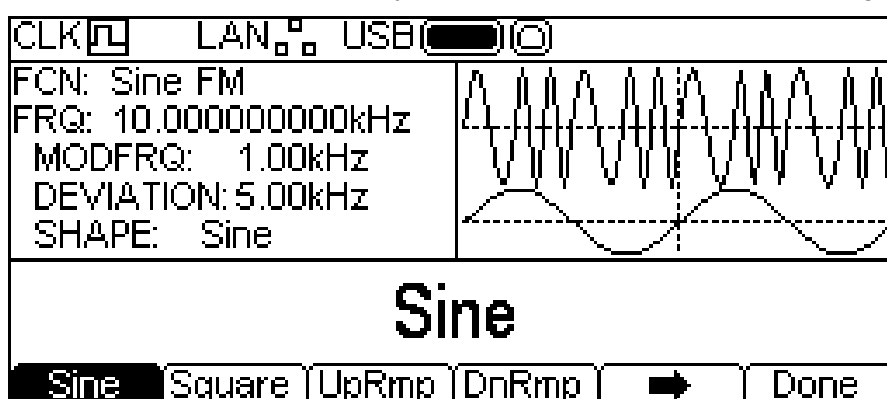 CLK LAN USB
FCN: Sine FM
FRQ: 10.000000000kHz
MODFRQ: 1.00kHz
DEVIATION: 5.00kHz
SHAPE: Sine
Sine
Sine Square UpRmp DnRmp Done